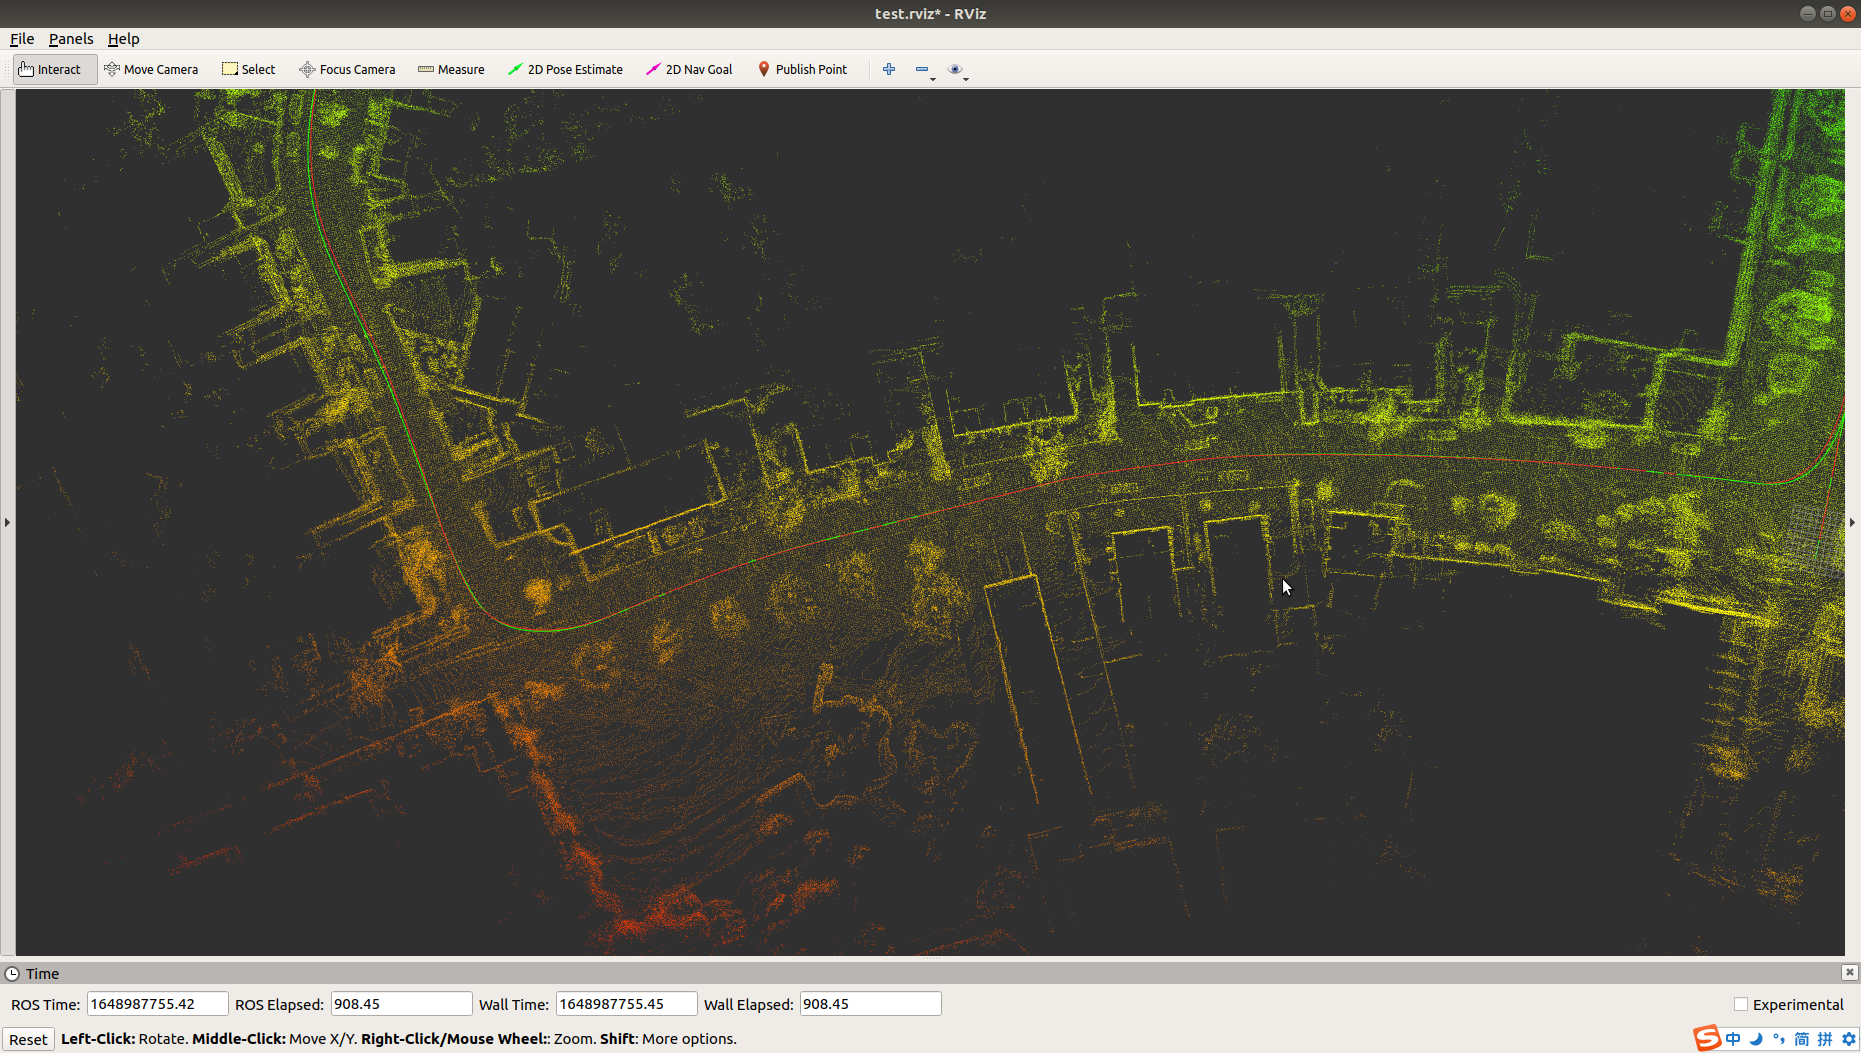 test.rviz* - RViz
File Panels Help
Interact Move Camera Select Focus Camera Measure 2D Pose Estimate 2D Nav Goal Publish Point
Time
ROS Time: 1648987755.42 ROS Elapsed: 908.45 Wall Time: 1648987755.45 Wall Elapsed: 908.45 Experimental
Reset Left-Click: Rotate. Middle-Click: Move X/Y. Right-Click/Mouse Wheel:: Zoom. Shift: More options. S 中 简 拼